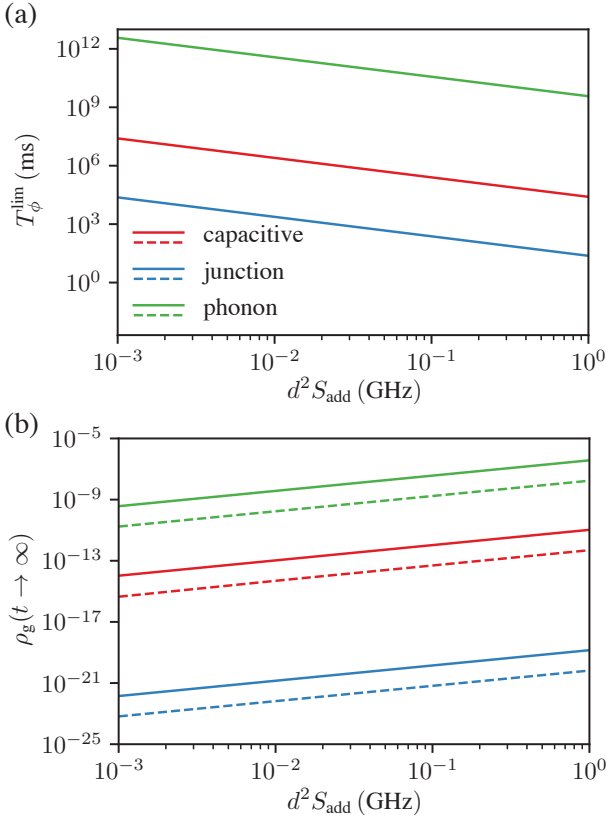 (a)
10^12
10^9
10^6
10^3
10^0
T_ϕ^lim (ms)
capacitive
junction
phonon
10^−3 10^−2 10^−1 10^0
d^2 S_add (GHz)
(b)
10^−5
10^−9
10^−13
10^−17
10^−21
10^−25
ρ_g(t → ∞)
10^−3 10^−2 10^−1 10^0
d^2 S_add (GHz)